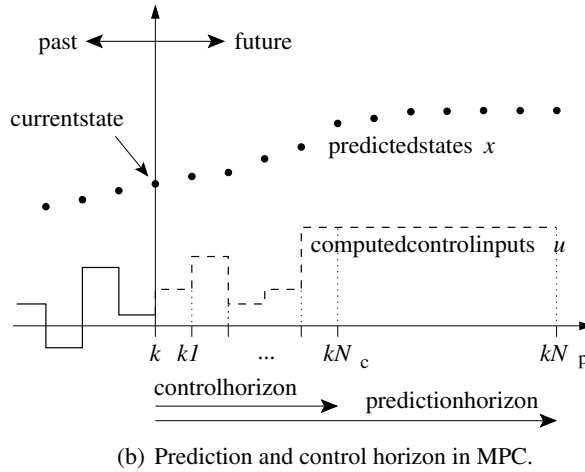 past future
currentstate
predictedstates x
computedcontrolinputs u
k k1 ... kN c kN p
controlhorizon
predictionhorizon
(b) Prediction and control horizon in MPC.